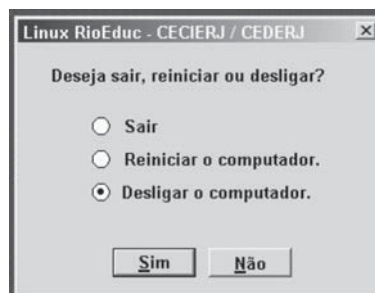 Linux RioEduc - CECIERJ / CEDERJ
Deseja sair, reiniciar ou desligar?
Sair
Reiniciar o computador.
Desligar o computador.
Sim Não